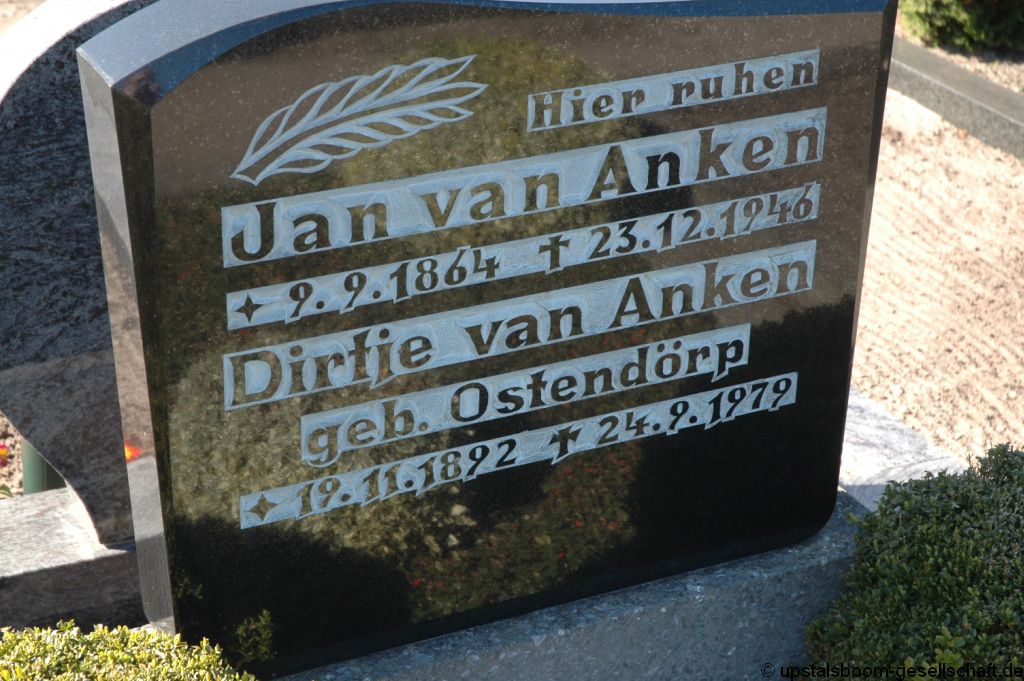 Hier ruhen
Jan van Anken
✦ 9.9.1864 ✝ 23.12.1946
Dirtje van Anken
geb. Ostendörp
✦ 19.11.1892 ✝ 24.9.1979
© upstalsboom-gesellschaft.de